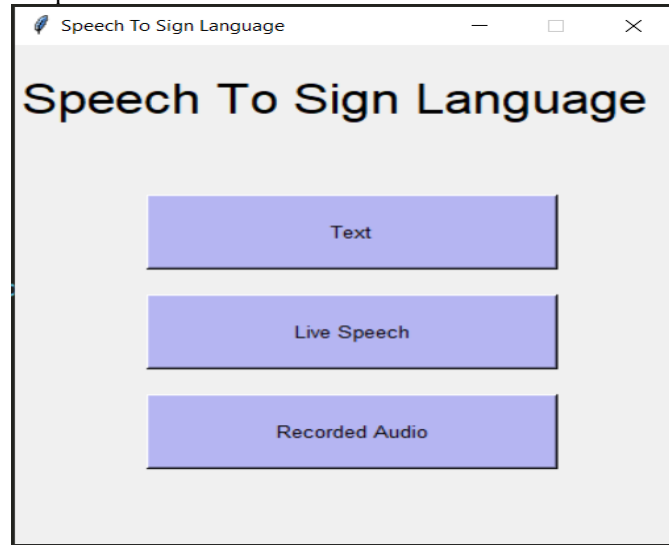 Speech To Sign Language
Speech To Sign Language
Text
Live Speech
Recorded Audio